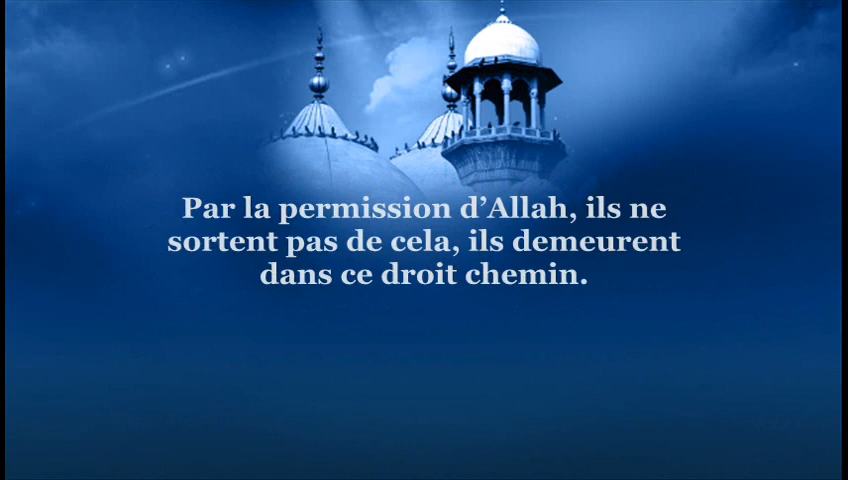 Par la permission d’Allah, ils ne
sortent pas de cela, ils demeurent
dans ce droit chemin.